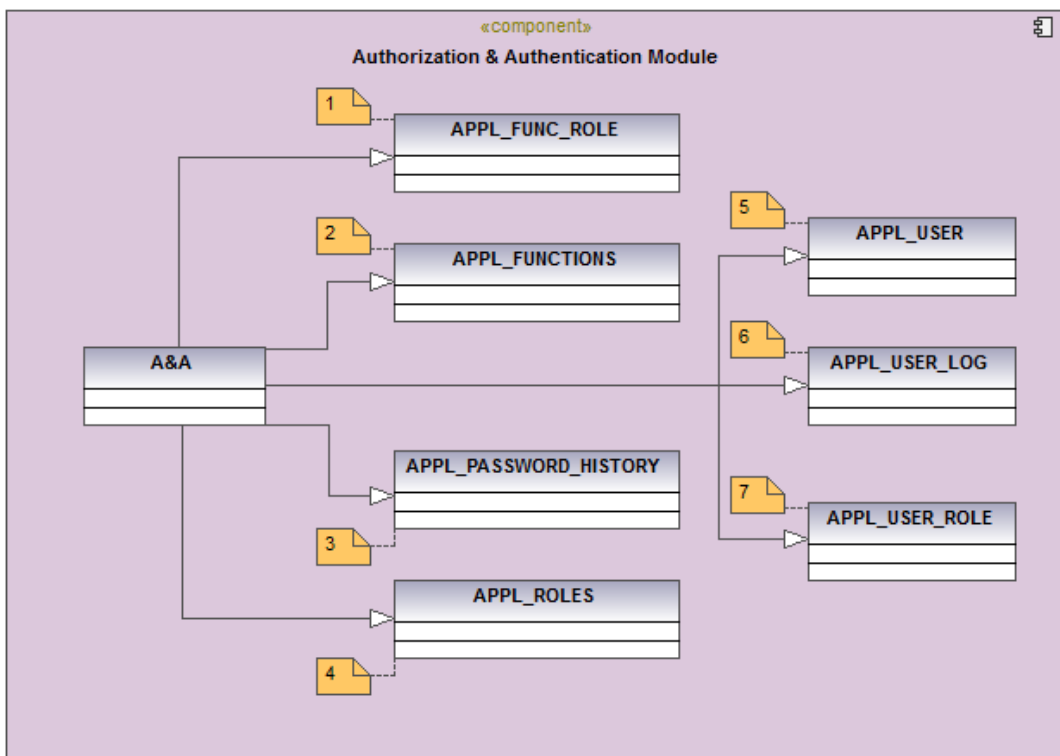 «component»
Authorization & Authentication Module
1
APPL_FUNC_ROLE
2
APPL_FUNCTIONS
5
APPL_USER
6
APPL_USER_LOG
A&A
3
APPL_PASSWORD_HISTORY
7
APPL_USER_ROLE
4
APPL_ROLES